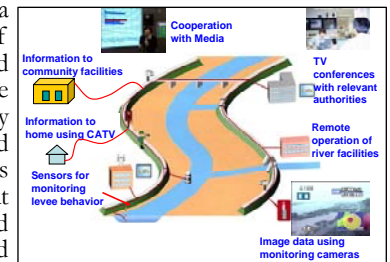 a
f
d
e
y
d
s
t
d
d
Cooperation
with Media
Information to
community facilities
TV
conferences
with relevant
authorities
Information to
home using CATV
Remote
operation of
river facilities
Sensors for
monitoring
levee behavior
Image data using
monitoring cameras